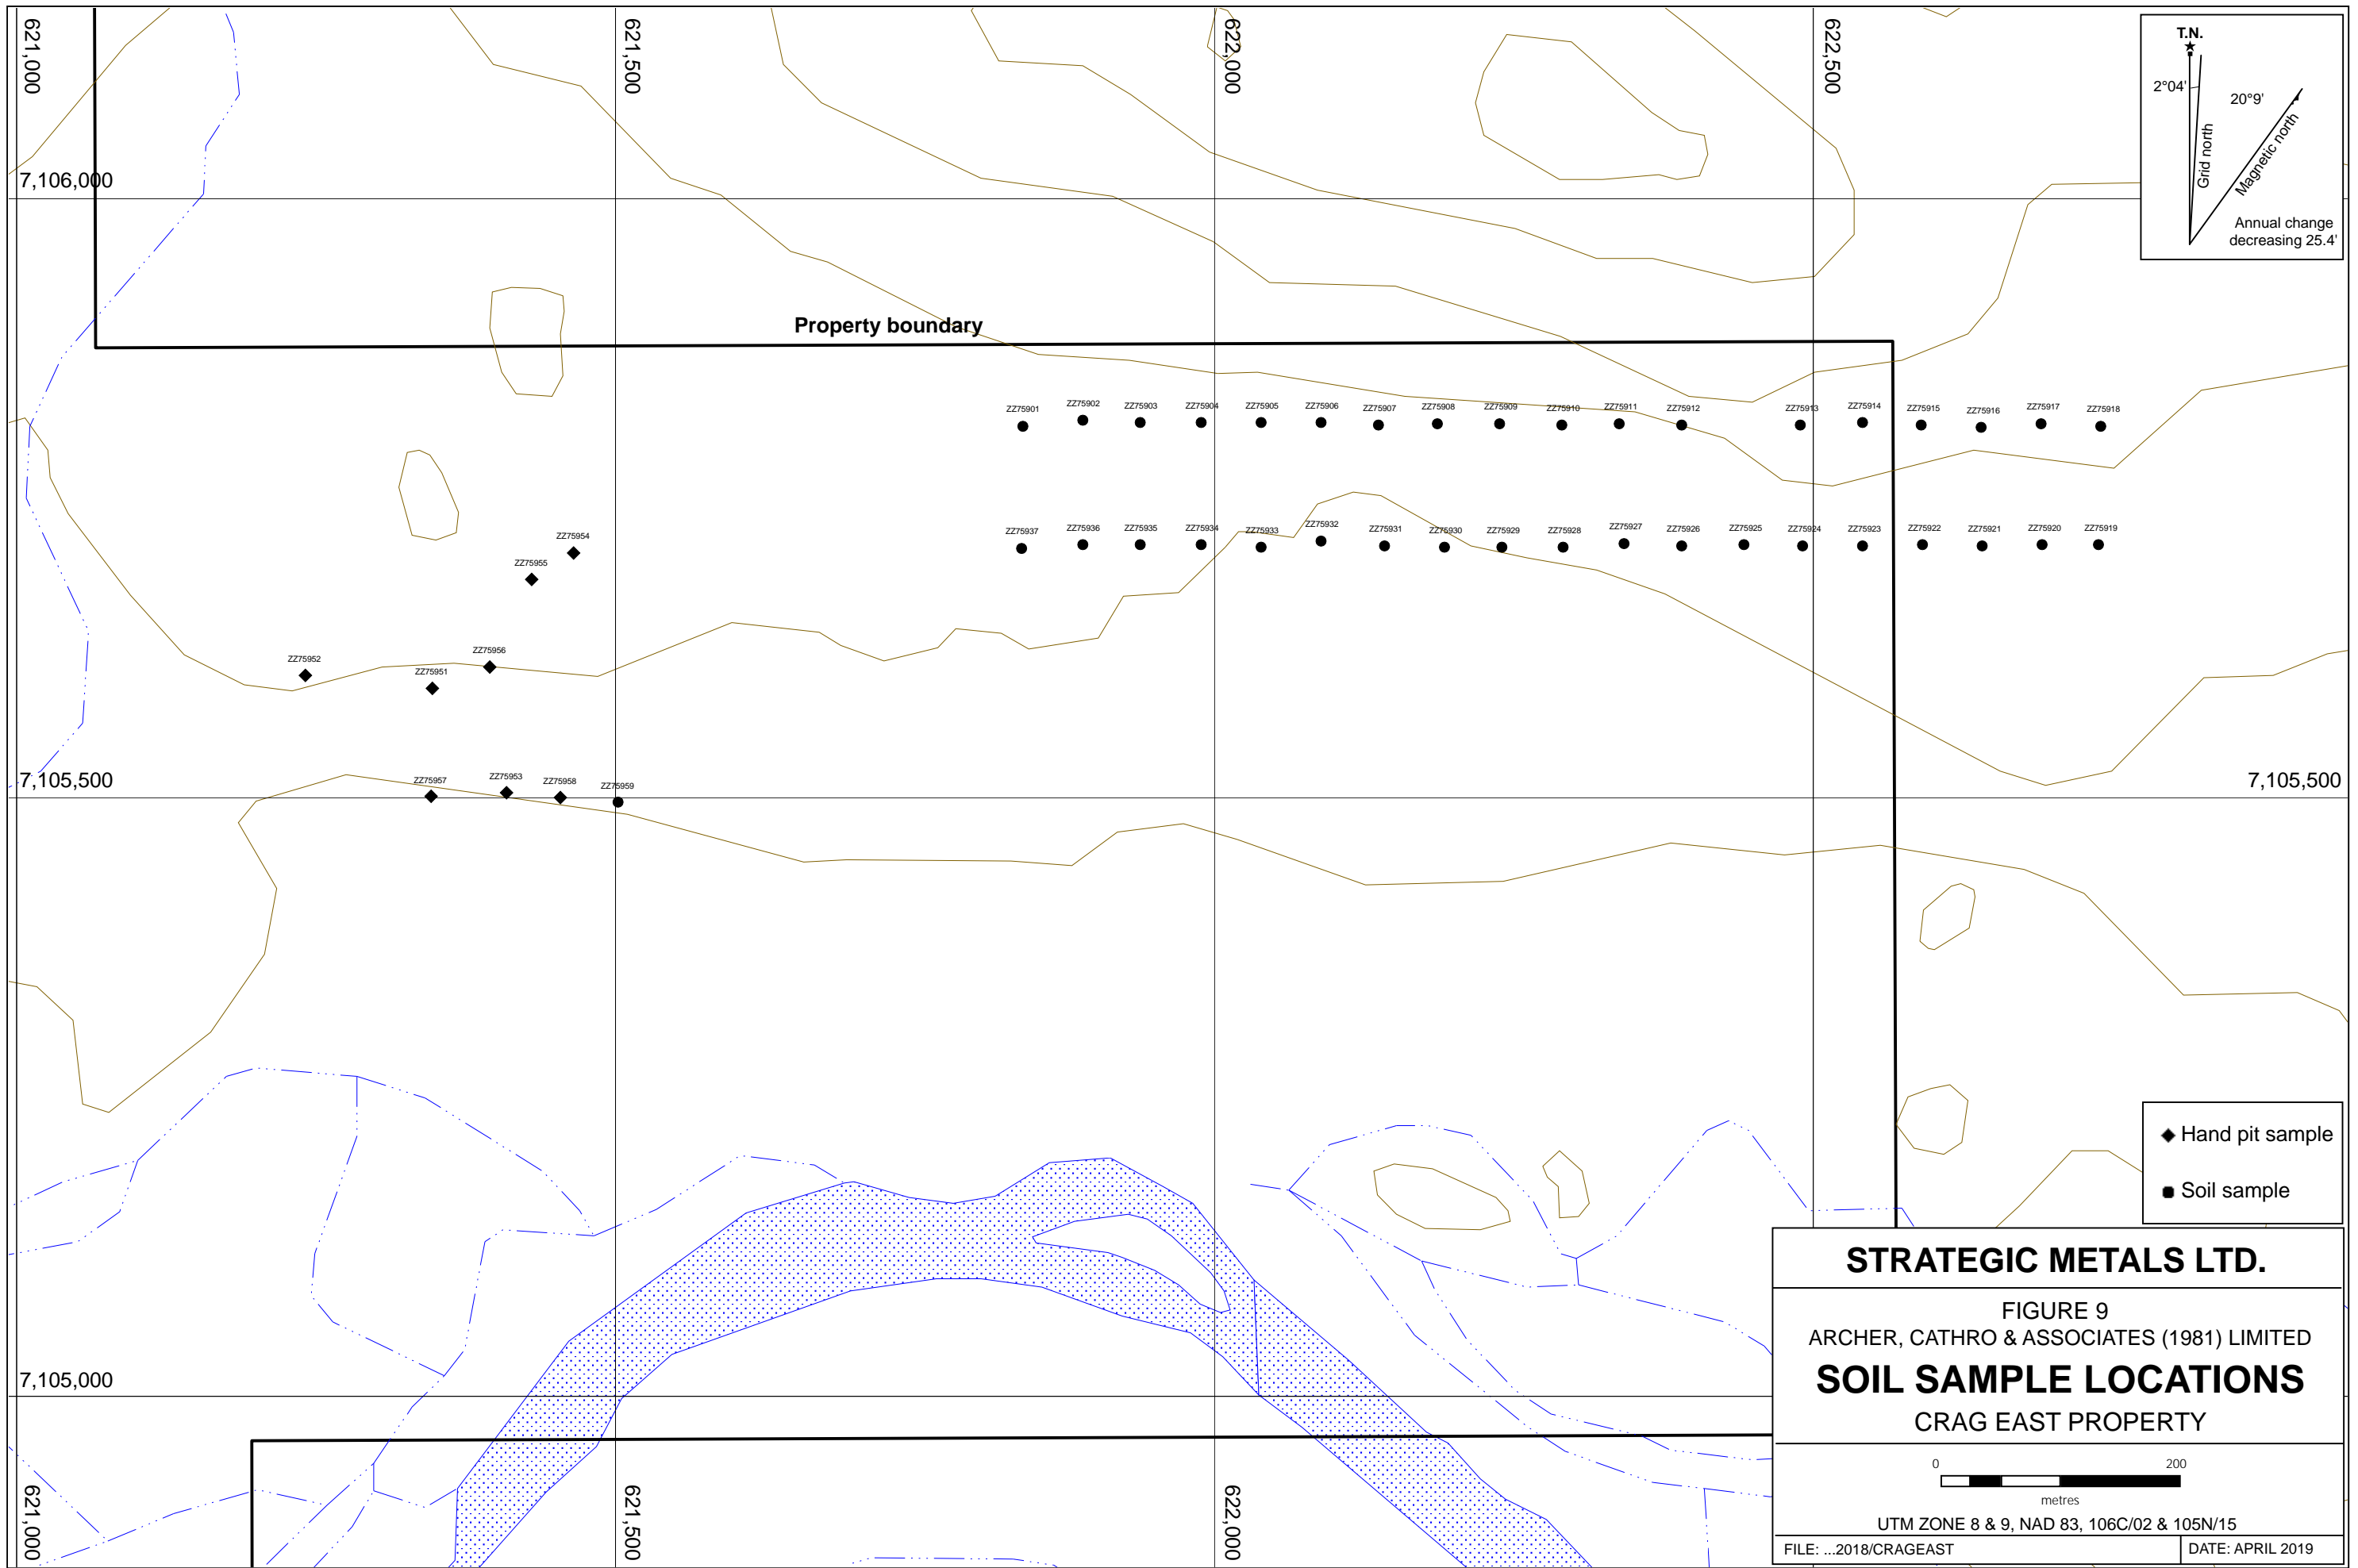 621,000
621,500
622,000
622,500
T.N.
2°04'
20°9'
Grid north
Magnetic north
Annual change
decreasing 25.4'
7,106,000
Property boundary
ZZ75901
ZZ75902
ZZ75903
ZZ75904
ZZ75905
ZZ75906
ZZ75907
ZZ75908
ZZ75909
ZZ75910
ZZ75911
ZZ75912
ZZ75913
ZZ75914
ZZ75915
ZZ75916
ZZ75917
ZZ75918
ZZ75937
ZZ75936
ZZ75935
ZZ75934
ZZ75933
ZZ75932
ZZ75931
ZZ75930
ZZ75929
ZZ75928
ZZ75927
ZZ75926
ZZ75925
ZZ75924
ZZ75923
ZZ75922
ZZ75921
ZZ75920
ZZ75919
ZZ75954
ZZ75955
ZZ75956
ZZ75952
ZZ75951
7,105,500
7,105,500
ZZ75957
ZZ75953
ZZ75958
ZZ75959
Hand pit sample
Soil sample
7,105,000
621,000
621,500
622,000
STRATEGIC METALS LTD.
FIGURE 9
ARCHER, CATHRO & ASSOCIATES (1981) LIMITED
SOIL SAMPLE LOCATIONS
CRAG EAST PROPERTY
0 200
metres
UTM ZONE 8 & 9, NAD 83, 106C/02 & 105N/15
FILE: ...2018/CRAGEAST
DATE: APRIL 2019